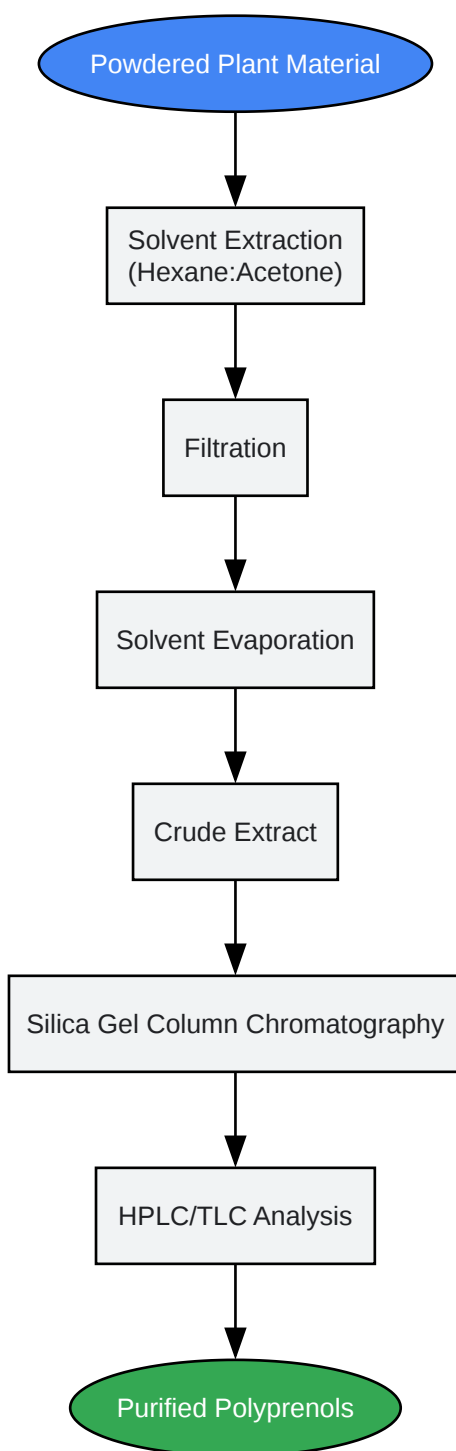 Powdered Plant Material
Solvent Extraction
(Hexane:Acetone)
Filtration
Solvent Evaporation
Crude Extract
Silica Gel Column Chromatography
HPLC/TLC Analysis
Purified Polyprenols